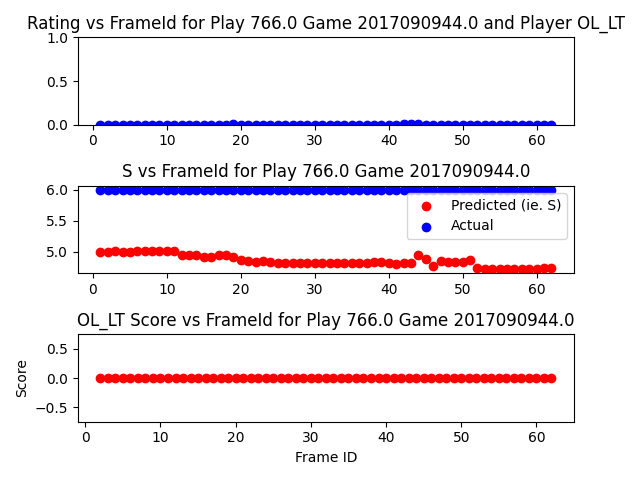 Rating vs FrameId for Play 766.0 Game 2017090944.0 and Player OL_LT
1.0
0.5
0.0
0 10 20 30 40 50 60
S vs FrameId for Play 766.0 Game 2017090944.0
6.0
5.5
5.0
Predicted (ie. S)
Actual
0 10 20 30 40 50 60
OL_LT Score vs FrameId for Play 766.0 Game 2017090944.0
Score
0.5
0.0
−0.5
0 10 20 30 40 50 60
Frame ID